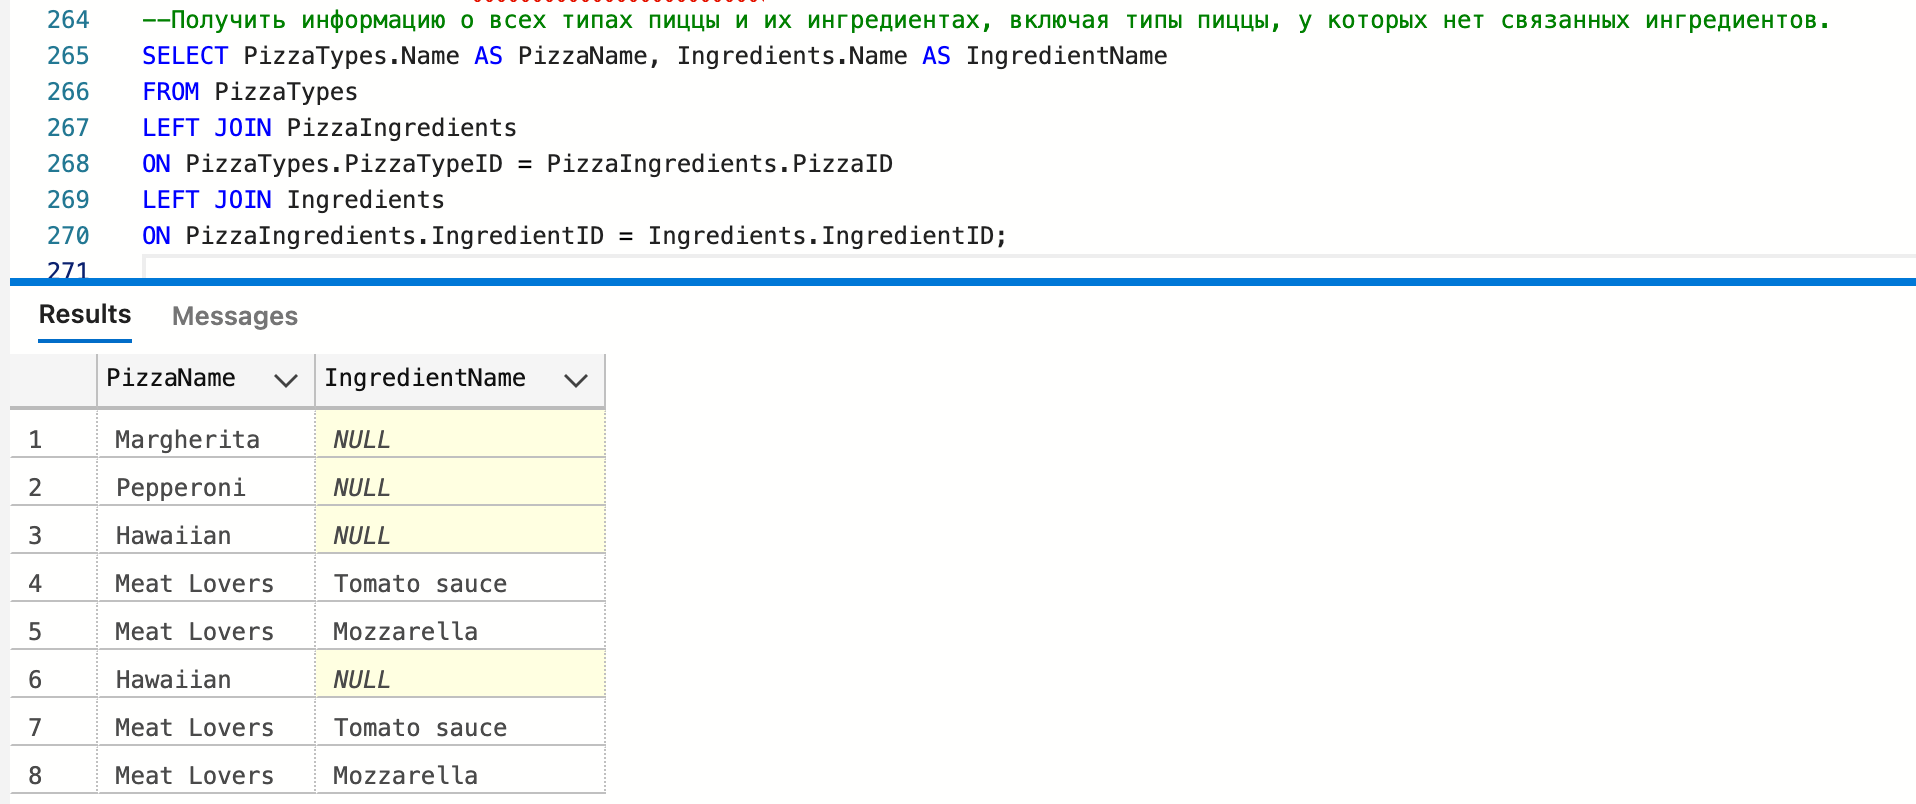 264 --Получить информацию о всех типах пиццы и их ингредиентах, включая типы пиццы, у которых нет связанных ингредиентов.
265 SELECT PizzaTypes.Name AS PizzaName, Ingredients.Name AS IngredientName
266 FROM PizzaTypes
267 LEFT JOIN PizzaIngredients
268 ON PizzaTypes.PizzaTypeID = PizzaIngredients.PizzaID
269 LEFT JOIN Ingredients
270 ON PizzaIngredients.IngredientID = Ingredients.IngredientID;
271
Results Messages
PizzaName IngredientName
1 Margherita NULL
2 Pepperoni NULL
3 Hawaiian NULL
4 Meat Lovers Tomato sauce
5 Meat Lovers Mozzarella
6 Hawaiian NULL
7 Meat Lovers Tomato sauce
8 Meat Lovers Mozzarella